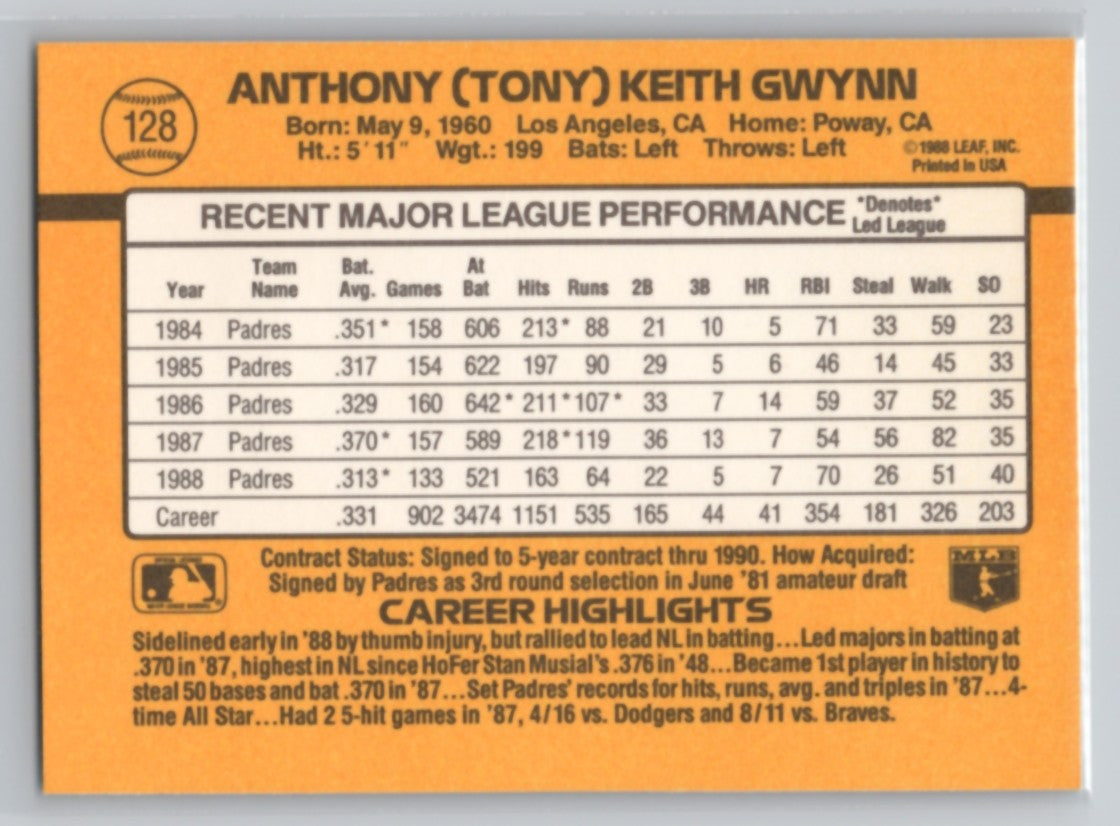 128
ANTHONY (TONY) KEITH GWYNN
Born: May 9, 1960 Los Angeles, CA Home: Poway, CA
Ht.: 5'11" Wgt.: 199 Bats: Left Throws: Left
©1988 LEAF, INC.
Printed in USA
RECENT MAJOR LEAGUE PERFORMANCE *Denotes*
Led League
Year Team Name Bat. Avg. Games At Bat Hits Runs 2B 3B HR RBI Steal Walk SO
1984 Padres .351* 158 606 213* 88 21 10 5 71 33 59 23
1985 Padres .317 154 622 197 90 29 5 6 46 14 45 33
1986 Padres .329 160 642* 211* 107* 33 7 14 59 37 52 35
1987 Padres .370* 157 589 218* 119 36 13 7 54 56 82 35
1988 Padres .313* 133 521 163 64 22 5 7 70 26 51 40
Career .331 902 3474 1151 535 165 44 41 354 181 326 203
Contract Status: Signed to 5-year contract thru 1990. How Acquired:
Signed by Padres as 3rd round selection in June '81 amateur draft
MLB
CAREER HIGHLIGHTS
Sidelined early in '88 by thumb injury, but rallied to lead NL in batting...Led majors in batting at
.370 in '87, highest in NL since HoFer Stan Musial's .376 in '48...Became 1st player in history to
steal 50 bases and bat .370 in '87...Set Padres' records for hits, runs, avg. and triples in '87...4-
time All Star...Had 2 5-hit games in '87, 4/16 vs. Dodgers and 8/11 vs. Braves.